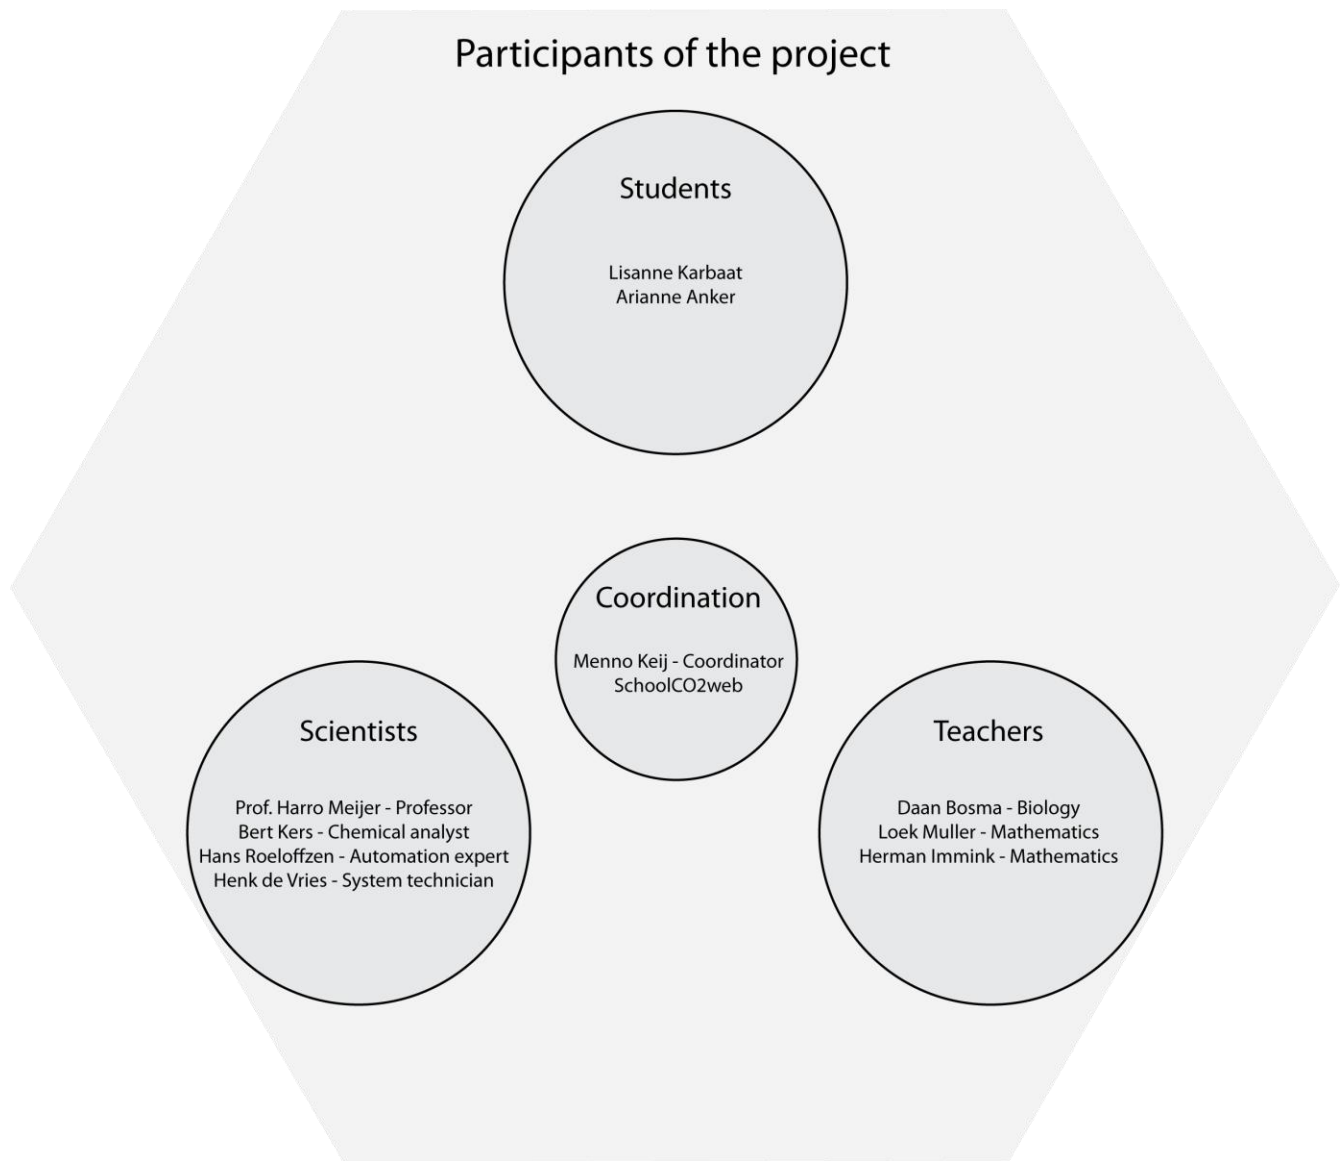 Participants of the project
Students
Lisanne Karbaat
Arianne Anker
Coordination
Menno Keij - Coordinator
SchoolCO2web
Scientists
Prof. Harro Meijer - Professor
Bert Kers - Chemical analyst
Hans Roeloffzen - Automation expert
Henk de Vries - System technician
Teachers
Daan Bosma - Biology
Loek Muller - Mathematics
Herman Immink - Mathematics